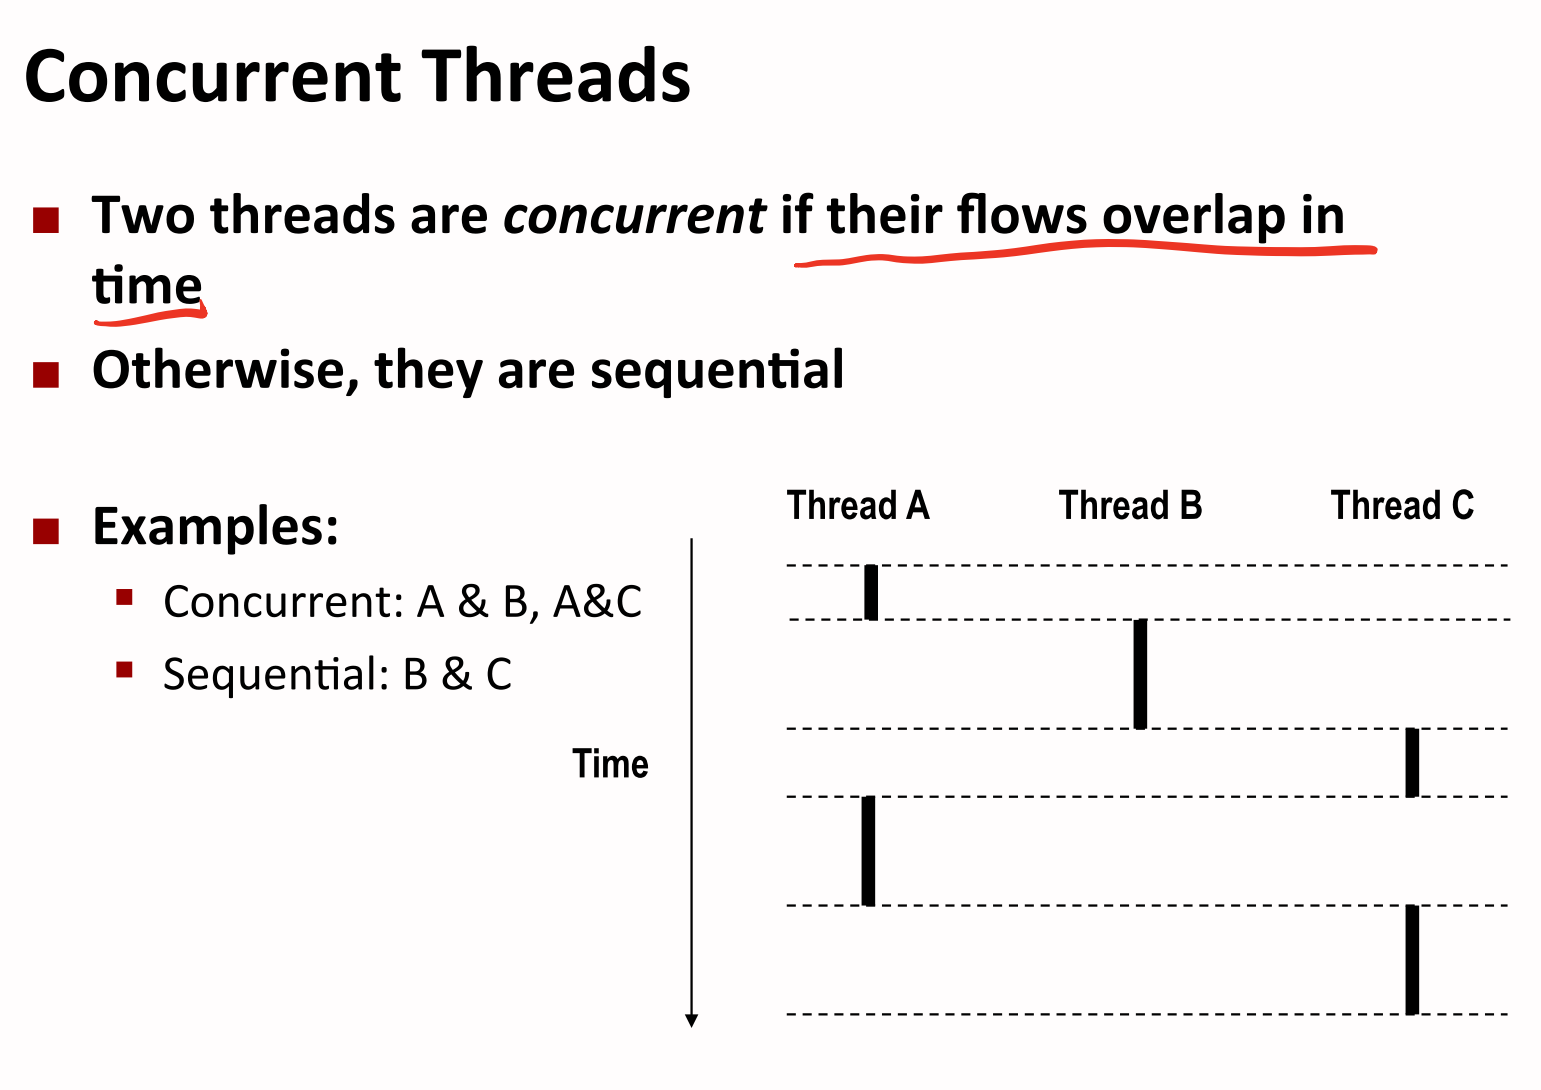 Concurrent Threads
Two threads are concurrent if their flows overlap in
time
Otherwise, they are sequential
Examples:
Concurrent: A & B, A&C
Sequential: B & C
Thread A Thread B Thread C
Time